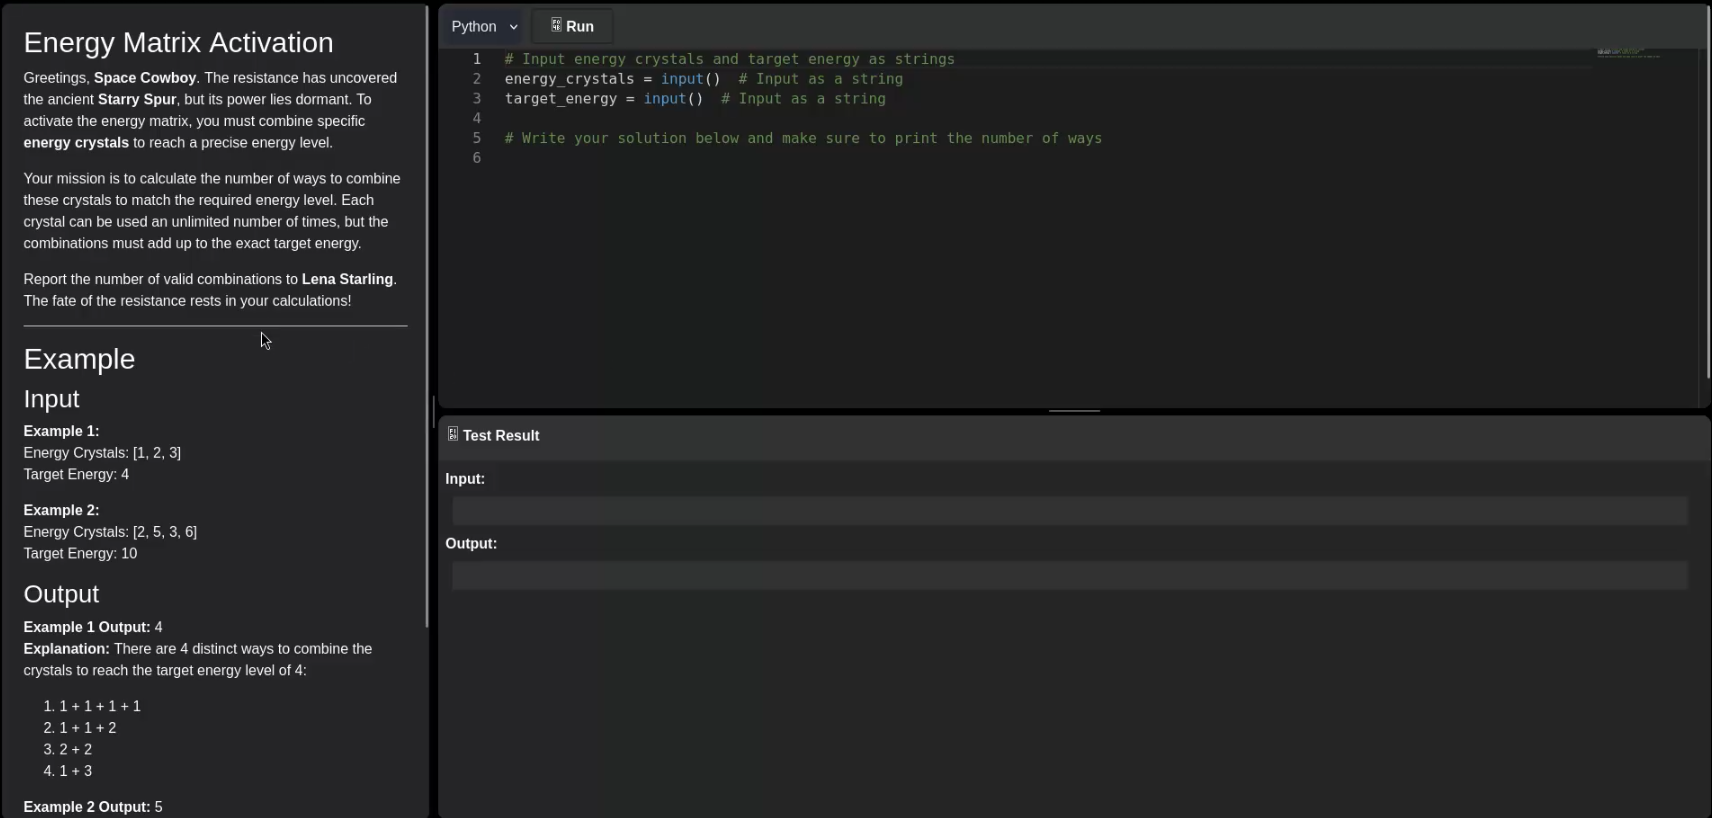 Energy Matrix Activation
Greetings, Space Cowboy. The resistance has uncovered
the ancient Starry Spur, but its power lies dormant. To
activate the energy matrix, you must combine specific
energy crystals to reach a precise energy level.
Your mission is to calculate the number of ways to combine
these crystals to match the required energy level. Each
crystal can be used an unlimited number of times, but the
combinations must add up to the exact target energy.
Report the number of valid combinations to Lena Starling.
The fate of the resistance rests in your calculations!
Example
Input
Example 1:
Energy Crystals: [1, 2, 3]
Target Energy: 4
Example 2:
Energy Crystals: [2, 5, 3, 6]
Target Energy: 10
Output
Example 1 Output: 4
Explanation: There are 4 distinct ways to combine the
crystals to reach the target energy level of 4:
1. 1 + 1 + 1 + 1
2. 1 + 1 + 2
3. 2 + 2
4. 1 + 3
Example 2 Output: 5
Python
Run
1 # Input energy crystals and target energy as strings
2 energy_crystals = input()  # Input as a string
3 target_energy = input()  # Input as a string
4
5 # Write your solution below and make sure to print the number of ways
6
Test Result
Input:
Output: